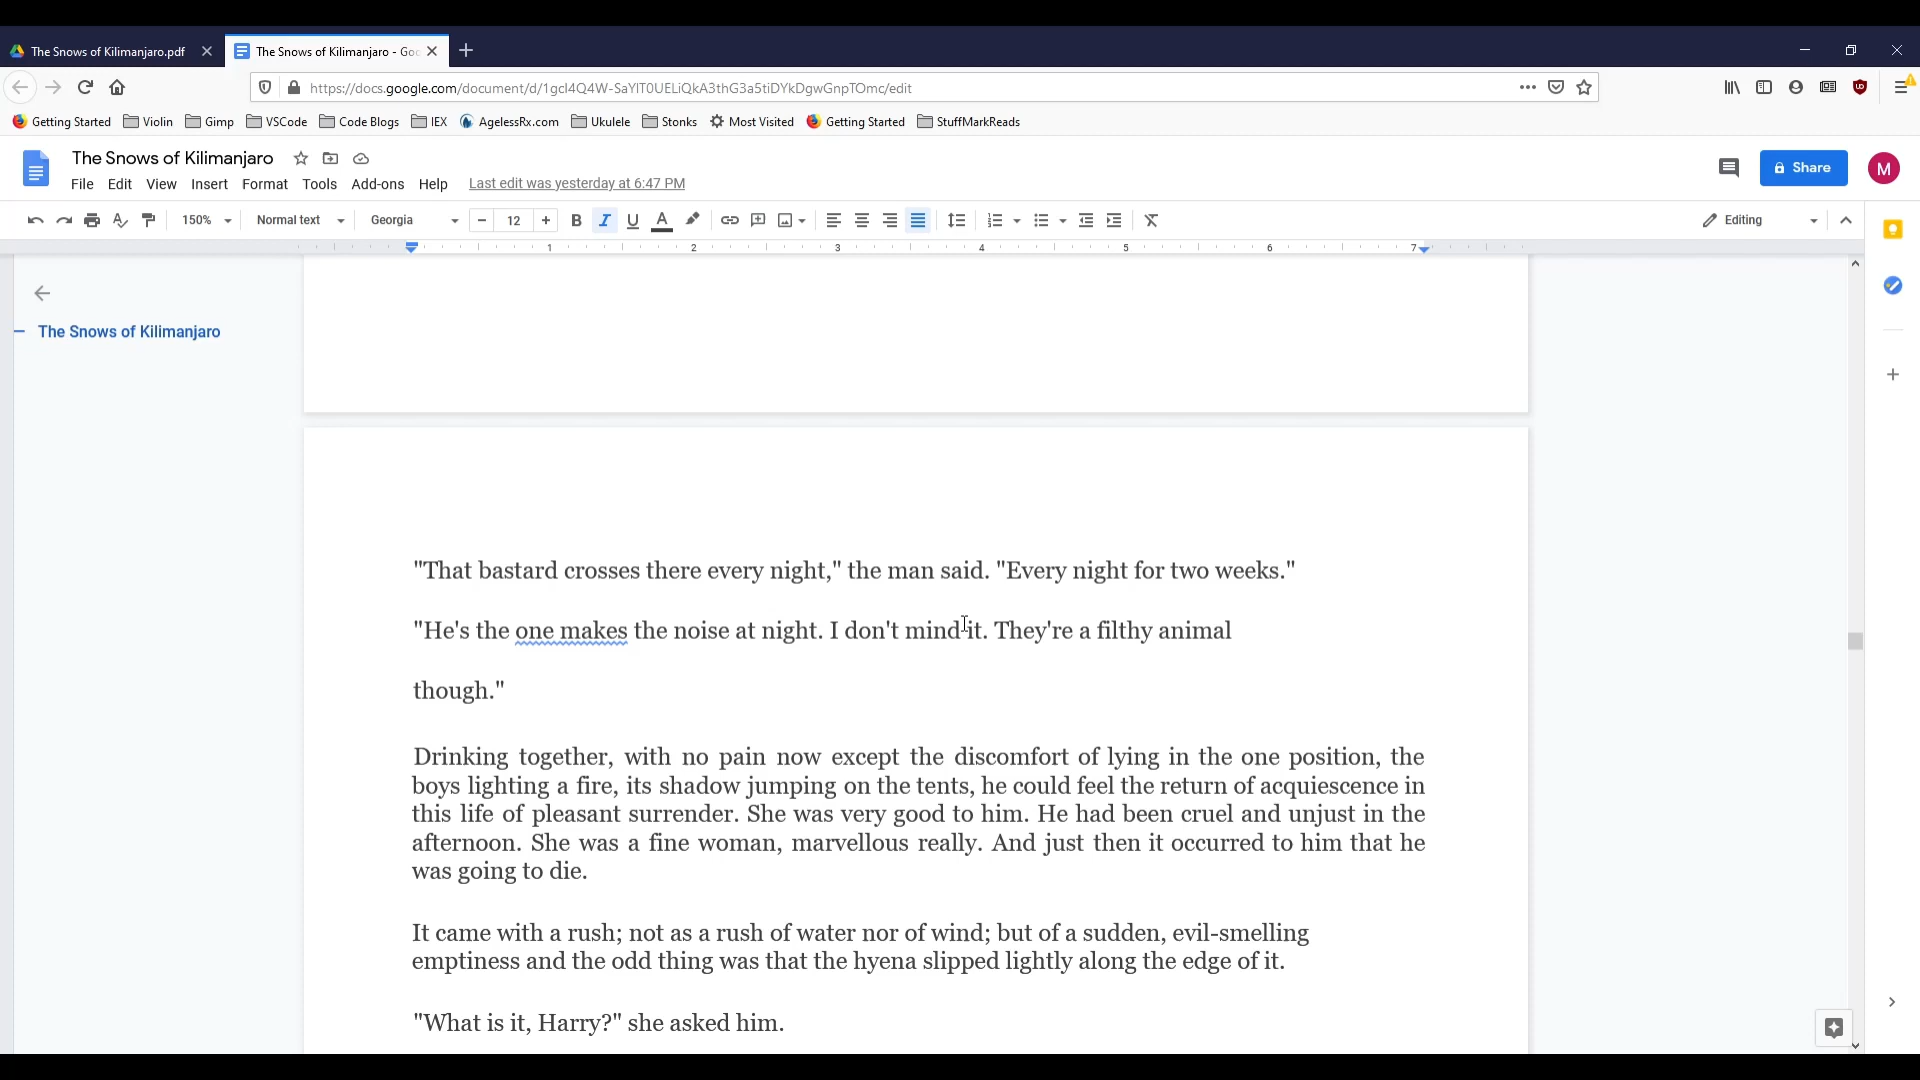 The Snows of Kilimanjaro.pdf
The Snows of Kilimanjaro - Goo
https://docs.google.com/document/d/1gcl4Q4W-SaYlT0UELiQkA3thG3a5tiDYkDgwGnpTOmc/edit
Getting Started Violin Gimp VSCode Code Blogs IEX AgelessRx.com Ukulele Stonks Most Visited Getting Started StuffMarkReads
The Snows of Kilimanjaro
Share
M
File Edit View Insert Format Tools Add-ons Help Last edit was yesterday at 6:47 PM
150% Normal text Georgia 12 B I U A Editing
1 2 3 4 5 6 7
The Snows of Kilimanjaro
"That bastard crosses there every night," the man said. "Every night for two weeks."
"He's the one makes the noise at night. I don't mind it. They're a filthy animal
though."
Drinking together, with no pain now except the discomfort of lying in the one position, the
boys lighting a fire, its shadow jumping on the tents, he could feel the return of acquiescence in
this life of pleasant surrender. She was very good to him. He had been cruel and unjust in the
afternoon. She was a fine woman, marvellous really. And just then it occurred to him that he
was going to die.
It came with a rush; not as a rush of water nor of wind; but of a sudden, evil-smelling
emptiness and the odd thing was that the hyena slipped lightly along the edge of it.
"What is it, Harry?" she asked him.